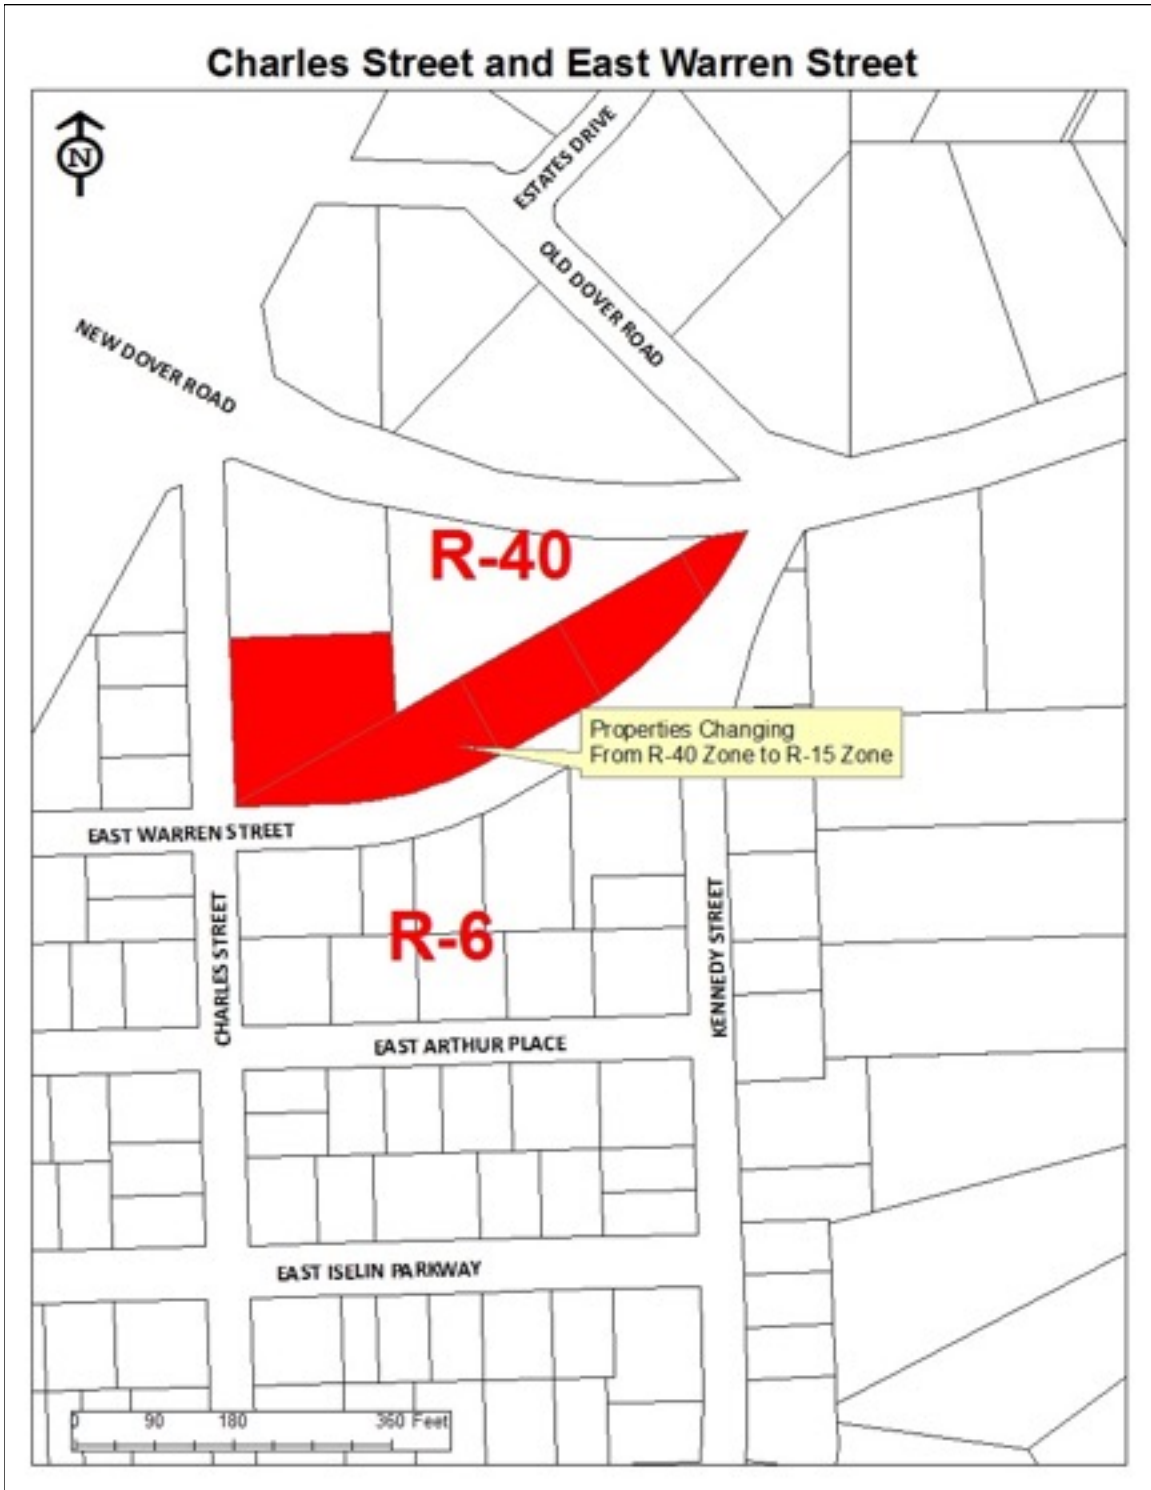 Charles Street and East Warren Street
N
ESTATES DRIVE
OLD DOVER ROAD
NEW DOVER ROAD
R-40
Properties Changing
From R-40 Zone to R-15 Zone
EAST WARREN STREET
CHARLES STREET
R-6
KENNEDY STREET
EAST ARTHUR PLACE
EAST ISELIN PARKWAY
0 90 180 360 Feet